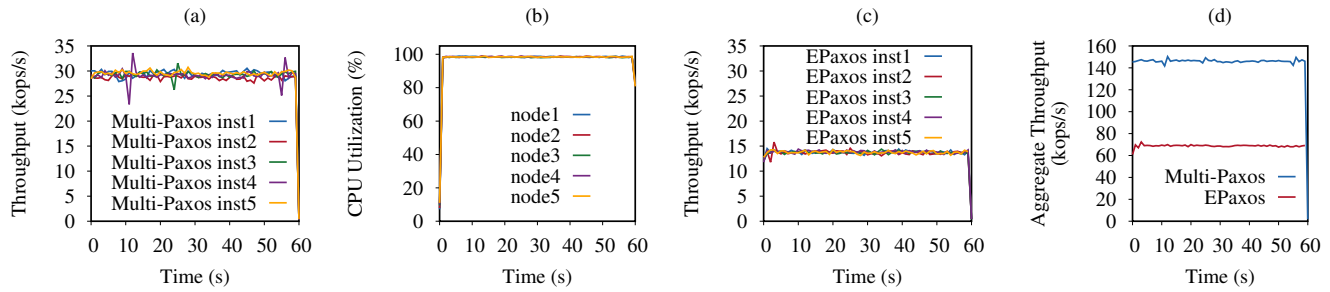 (a)
Throughput (kops/s)
35
30
25
20
15
10
5
0
Multi-Paxos inst1
Multi-Paxos inst2
Multi-Paxos inst3
Multi-Paxos inst4
Multi-Paxos inst5
0 10 20 30 40 50 60
Time (s)
(b)
CPU Utilization (%)
100
80
60
40
20
0
node1
node2
node3
node4
node5
0 10 20 30 40 50 60
Time (s)
(c)
Throughput (kops/s)
35
30
25
20
15
10
5
0
EPaxos inst1
EPaxos inst2
EPaxos inst3
EPaxos inst4
EPaxos inst5
0 10 20 30 40 50 60
Time (s)
(d)
Aggregate Throughput
(kops/s)
160
140
120
100
80
60
40
20
0
Multi-Paxos
EPaxos
0 10 20 30 40 50 60
Time (s)